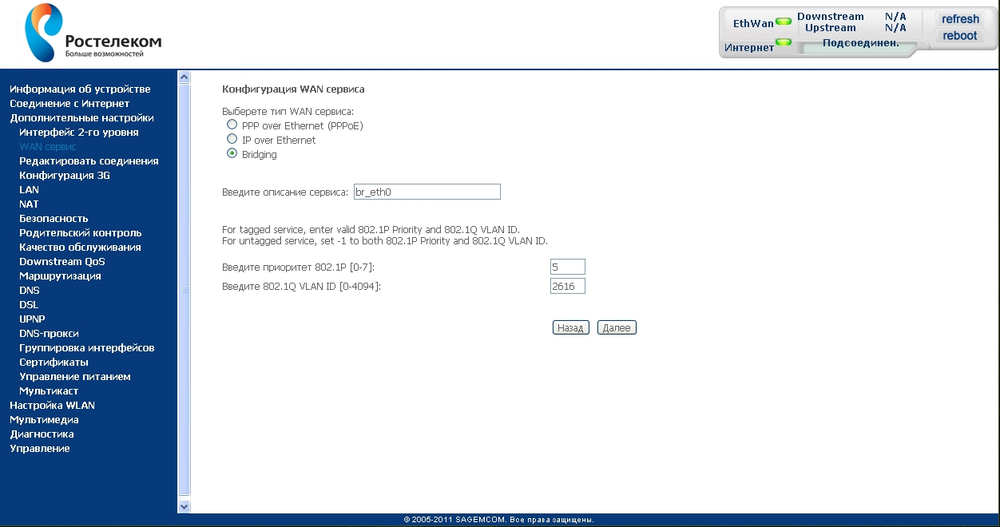 Ростелеком
Больше возможностей
EthWan
Downstream N/A
Upstream N/A
Интернет
Подсоединен.
refresh
reboot
Информация об устройстве
Соединение с Интернет
Дополнительные настройки
Интерфейс 2-го уровня
WAN сервис
Редактировать соединения
Конфигурация 3G
LAN
NAT
Безопасность
Родительский контроль
Качество обслуживания
Downstream QoS
Маршрутизация
DNS
DSL
UPNP
DNS-прокси
Группировка интерфейсов
Сертификаты
Управление питанием
Мультикаст
Настройка WLAN
Мультимедиа
Диагностика
Управление
Конфигурация WAN сервиса
Выберете тип WAN сервиса:
PPP over Ethernet (PPPoE)
IP over Ethernet
Bridging
Введите описание сервиса: br_eth0
For tagged service, enter valid 802.1P Priority and 802.1Q VLAN ID.
For untagged service, set -1 to both 802.1P Priority and 802.1Q VLAN ID.
Введите приоритет 802.1P [0-7]: 5
Введите 802.1Q VLAN ID [0-4094]: 2616
Назад Далее
© 2005-2011 SAGEMCOM. Все права защищены.